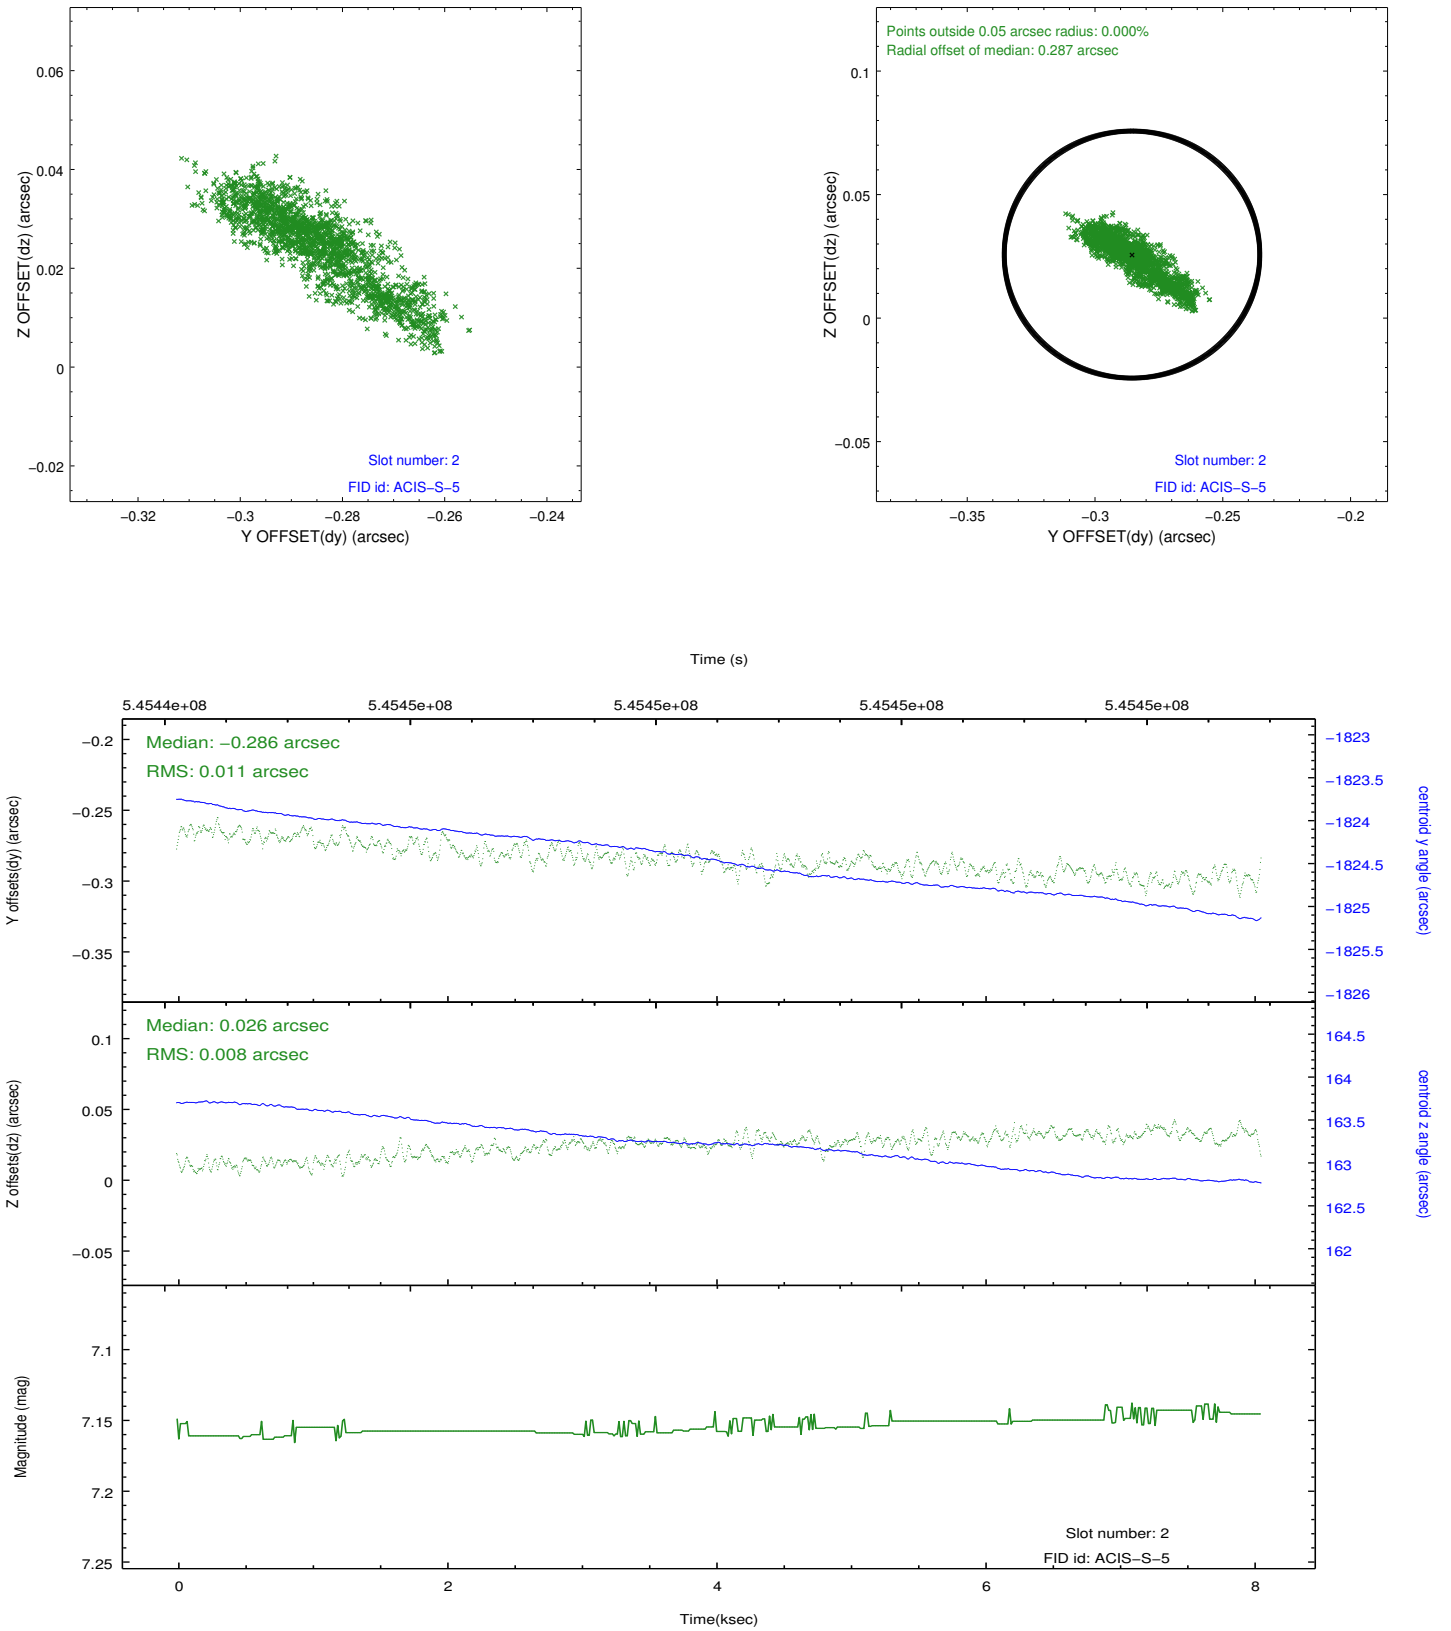 0.06
0.04
0.02
0
−0.02
Z OFFSET(dz) (arcsec)
Slot number: 2
FID id: ACIS−S−5
−0.32 −0.3 −0.28 −0.26 −0.24
Y OFFSET(dy) (arcsec)
Points outside 0.05 arcsec radius: 0.000%
Radial offset of median: 0.287 arcsec
0.1
0.05
0
−0.05
Z OFFSET(dz) (arcsec)
Slot number: 2
FID id: ACIS−S−5
−0.35 −0.3 −0.25 −0.2
Y OFFSET(dy) (arcsec)
Time (s)
5.4544e+08 5.4545e+08 5.4545e+08 5.4545e+08 5.4545e+08
Median: −0.286 arcsec
RMS: 0.011 arcsec
−0.2
−0.25
−0.3
−0.35
Y offsets(dy) (arcsec)
−1823
−1823.5
−1824
−1824.5
−1825
−1825.5
−1826
centroid y angle (arcsec)
Median: 0.026 arcsec
RMS: 0.008 arcsec
0.1
0.05
0
−0.05
Z offsets(dz) (arcsec)
164.5
164
163.5
163
162.5
162
centroid z angle (arcsec)
7.1
7.15
7.2
7.25
Magnitude (mag)
Slot number: 2
FID id: ACIS−S−5
0 2 4 6 8
Time(ksec)